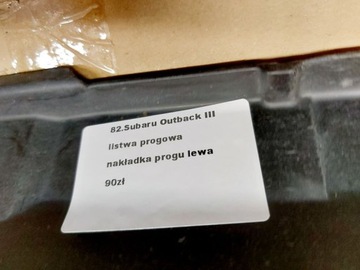 82.Subaru Outback III
listwa progowa
nakładka progu lewa
90zł